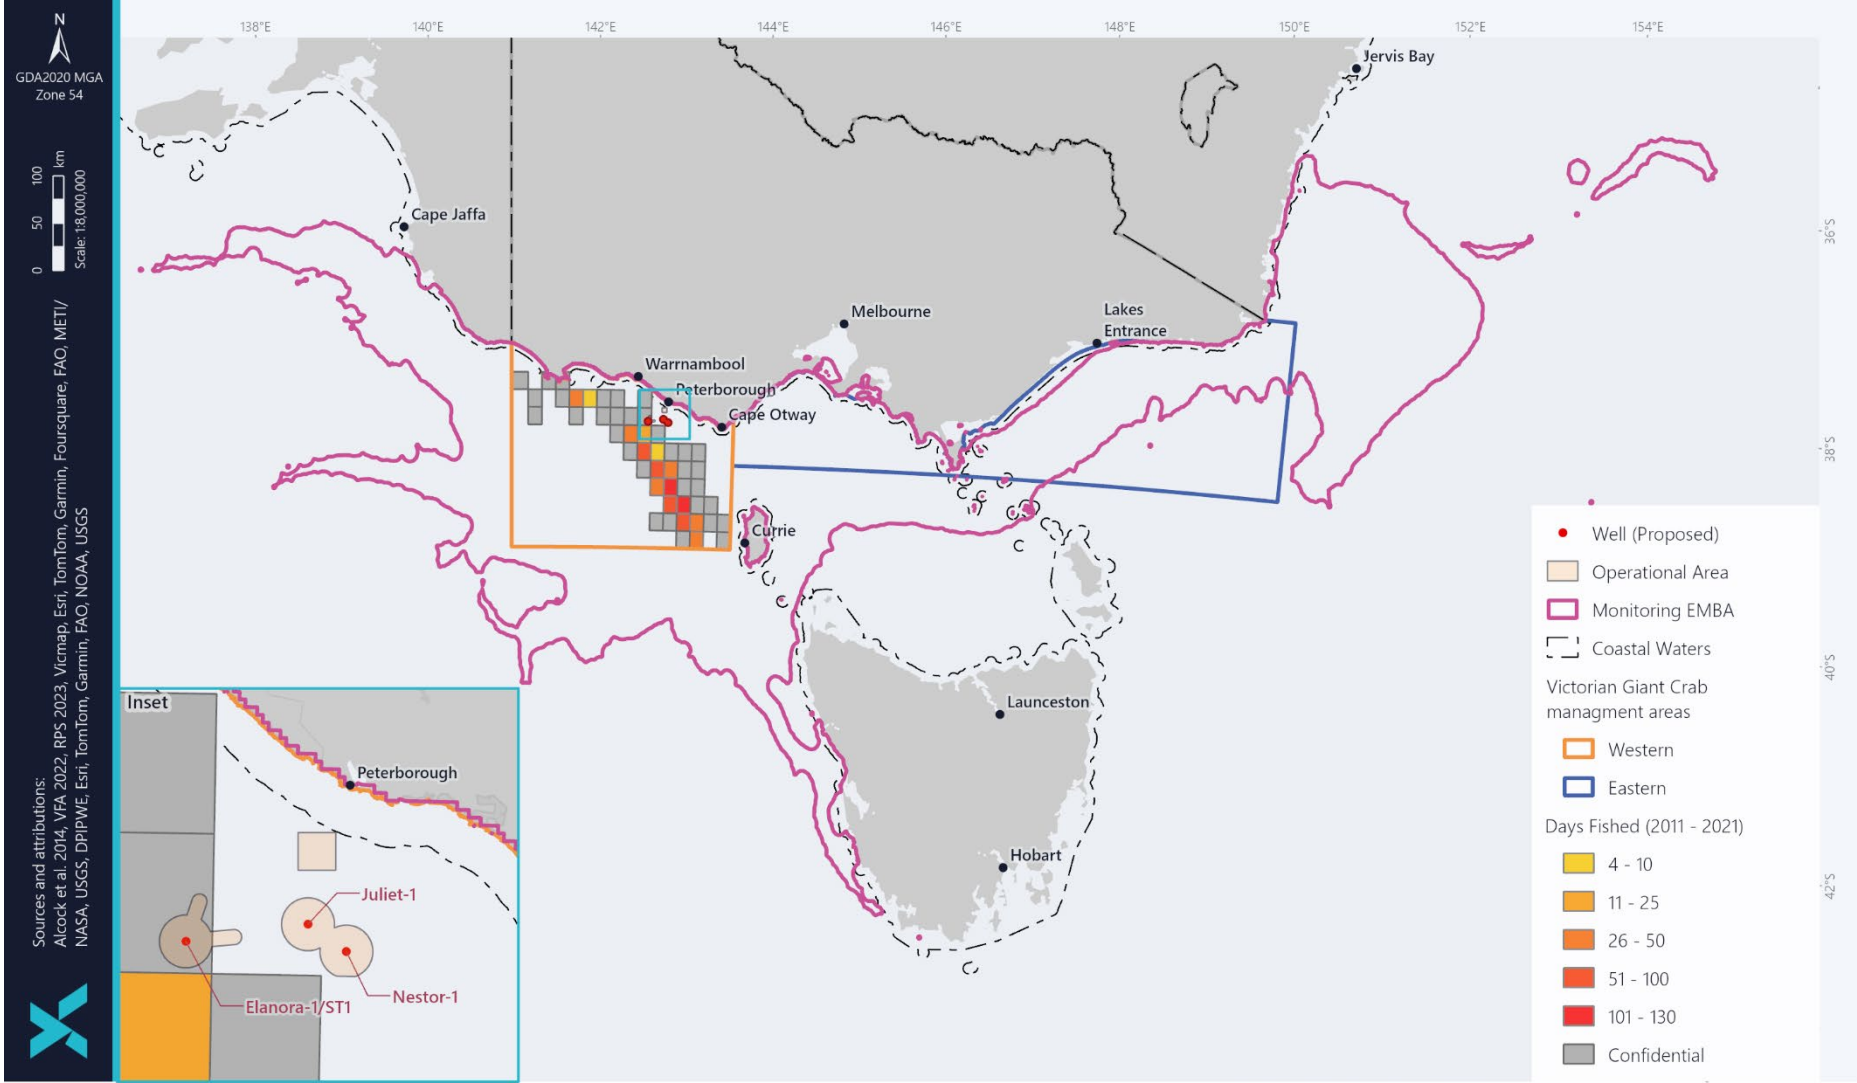 N
GDA2020 MGA
Zone 54
0 50 100 km
Scale: 1:8,000,000
Sources and attributions:
Alcock et al. 2014, VFA 2022, RPS 2023, Vicmap, Esri, TomTom, Garmin, Foursquare, FAO, METI/
NASA, USGS, DPIPWE, Esri, TomTom, Garmin, FAO, NOAA, USGS
138°E 140°E 142°E 144°E 146°E 148°E 150°E 152°E 154°E
36°S
38°S
40°S
42°S
Jervis Bay
Cape Jaffa
Melbourne
Lakes
Entrance
Warrnambool
Peterborough
Cape Otway
Currie
Launceston
Hobart
Inset
Peterborough
Juliet-1
Nestor-1
Elanora-1/ST1
Well (Proposed)
Operational Area
Monitoring EMBA
Coastal Waters
Victorian Giant Crab
managment areas
Western
Eastern
Days Fished (2011 - 2021)
4 - 10
11 - 25
26 - 50
51 - 100
101 - 130
Confidential